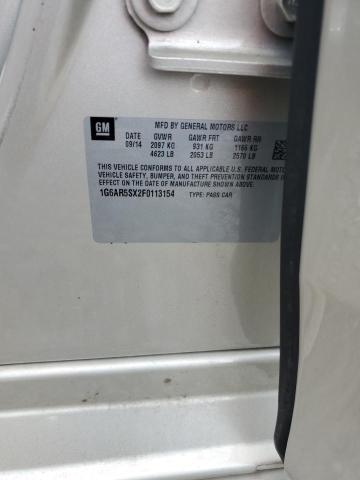 GM
MFD BY GENERAL MOTORS LLC
DATE GVWR GAWR FRT GAWR RR
09/14 2097 KG 931 KG 1166 KG
4623 LB 2053 LB 2570 LB
THIS VEHICLE CONFORMS TO ALL APPLICABLE U.S. FEDERAL MOTOR
VEHICLE SAFETY, BUMPER, AND THEFT PREVENTION STANDARDS IN
EFFECT ON THE DATE OF MANUFACTURE SHOWN ABOVE.
1G6AR5SX2F0113154 TYPE: PASS CAR